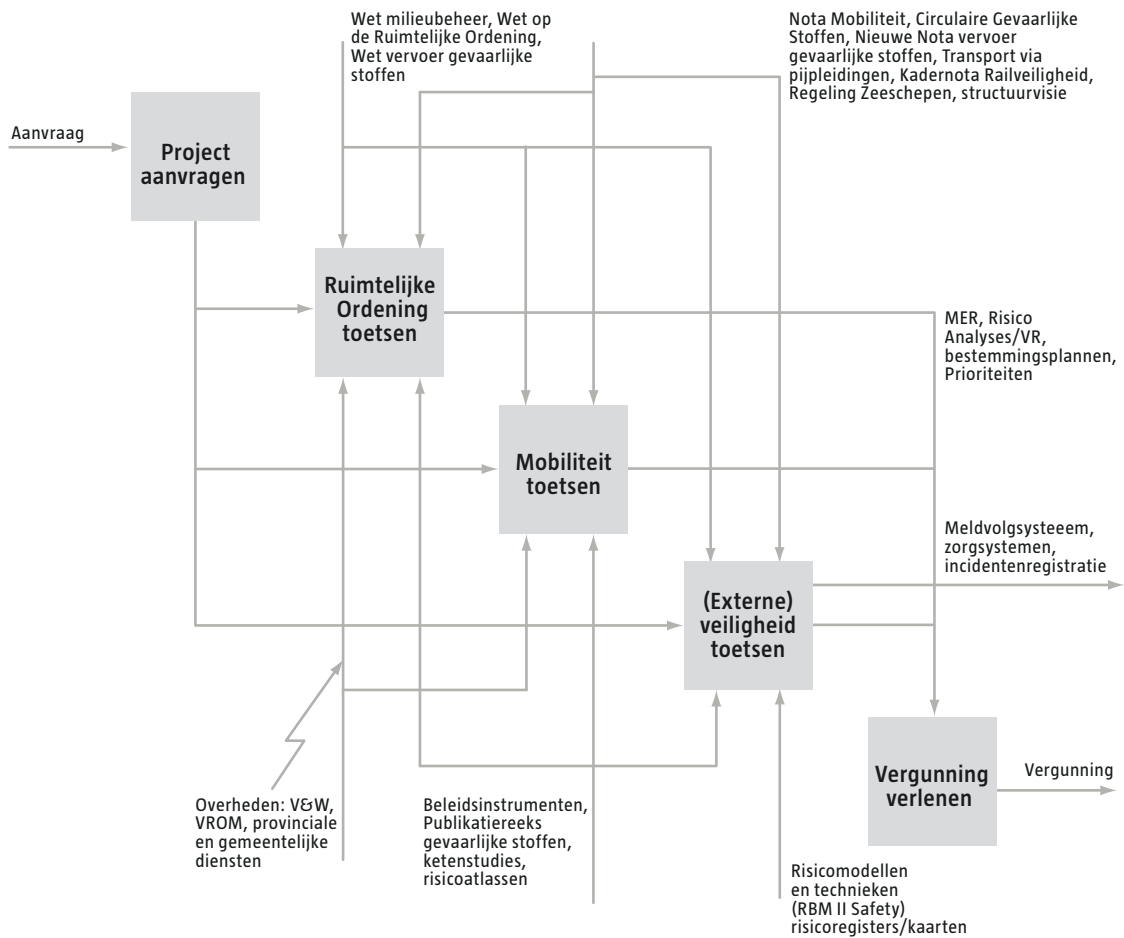 Wet milieubeheer, Wet op
de Ruimtelijke Ordening,
Wet vervoer gevaarlijke
stoffen
Nota Mobiliteit, Circulaire Gevaarlijke
Stoffen, Nieuwe Nota vervoer
gevaarlijke stoffen, Transport via
pijpleidingen, Kadernota Railveiligheid,
Regeling Zeeschepen, structuurvisie
Aanvraag
Project
aanvragen
Ruimtelijke
Ordening
toetsen
MER, Risico
Analyses/VR,
bestemmingsplannen,
Prioriteiten
Mobiliteit
toetsen
Meldvolgsysteeem,
zorgsystemen,
incidentenregistratie
(Externe)
veiligheid
toetsen
Vergunning
verlenen
Vergunning
Overheden: V&W,
VROM, provinciale
en gemeentelijke
diensten
Beleidsinstrumenten,
Publikatiereeks
gevaarlijke stoffen,
ketenstudies,
risicoatlassen
Risicomodellen
en technieken
(RBM II Safety)
risicoregisters/kaarten